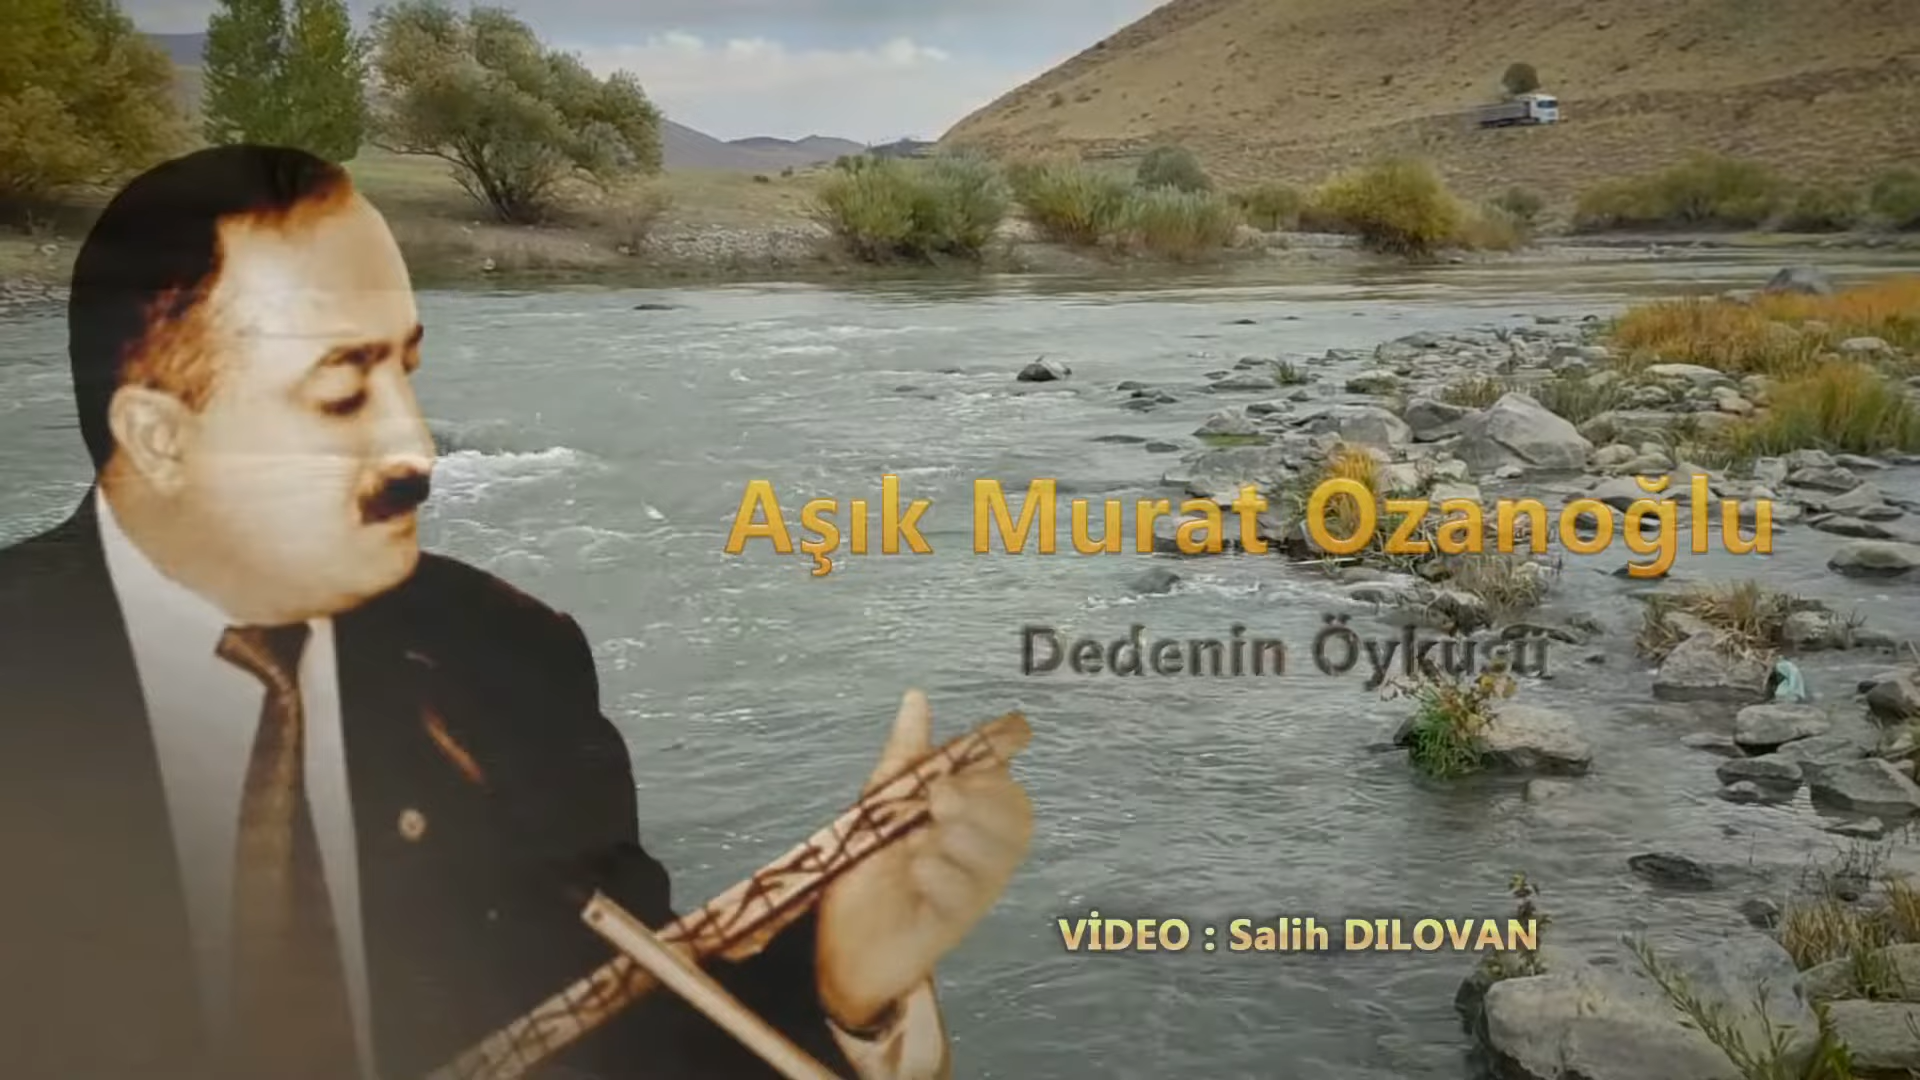 Aşık Murat Ozanoğlu
Dedenin Öyküsü
VİDEO : Salih DILOVAN